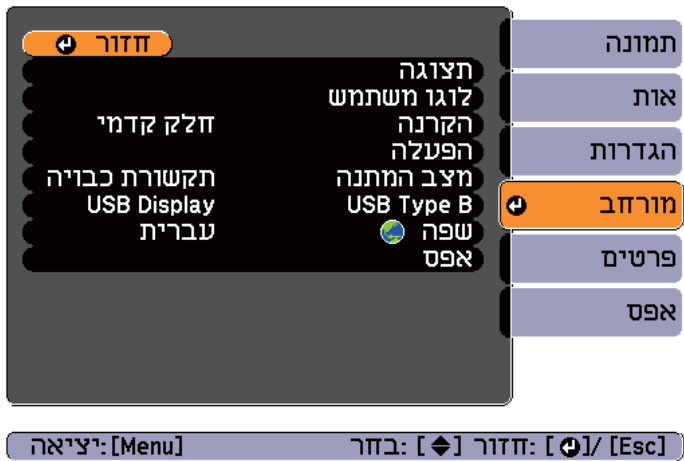 תמונה
אות
הגדרות
מורחב
פרטים
אפס
חזור
תצוגה
לוגו משתמש
הקרנה חלק קדמי
הפעלה
מצב המתנה תקשורת כבויה
USB Type B USB Display
שפה עברית
אפס
[Esc] /[ ] :חזור [ ] :בחר [Menu]:יציאה